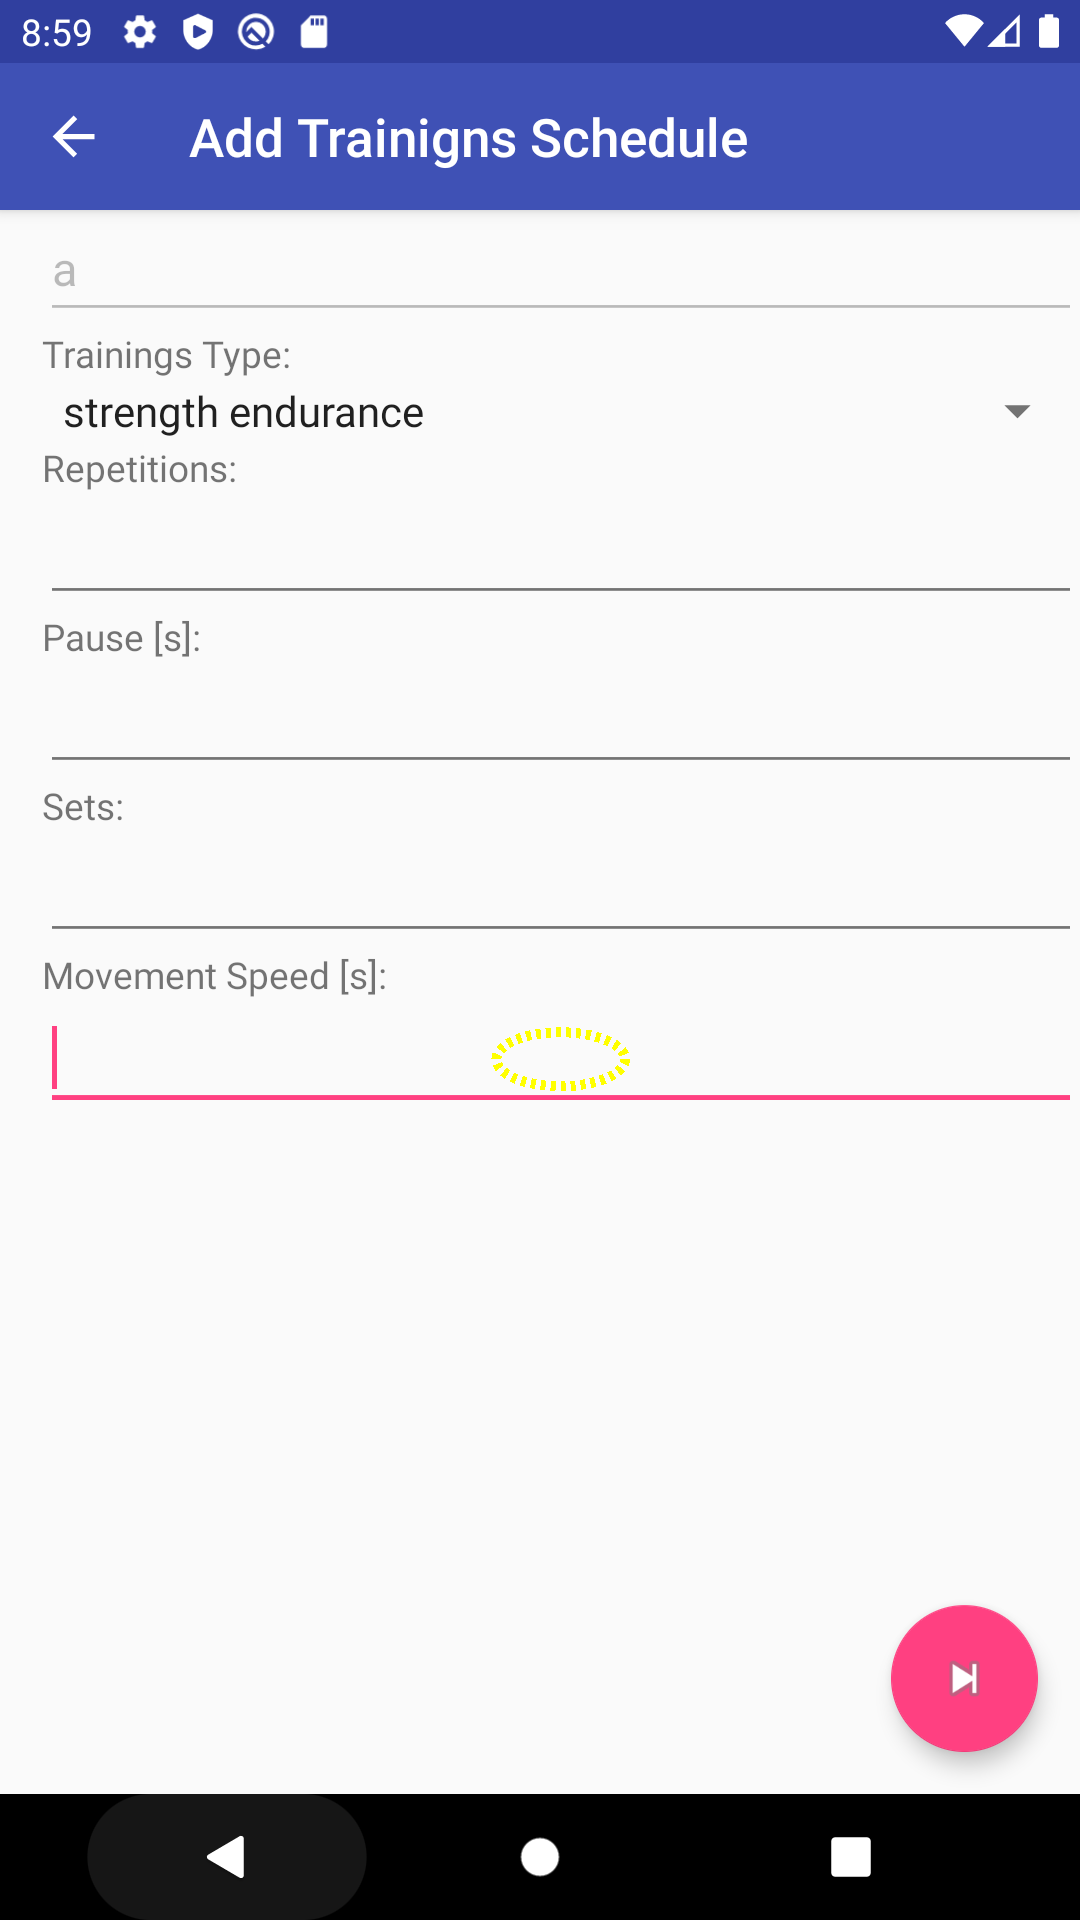 8:59
Add Trainigns Schedule
a
Trainings Type:
strength endurance
Repetitions:
Pause [s]:
Sets:
Movement Speed [s]: